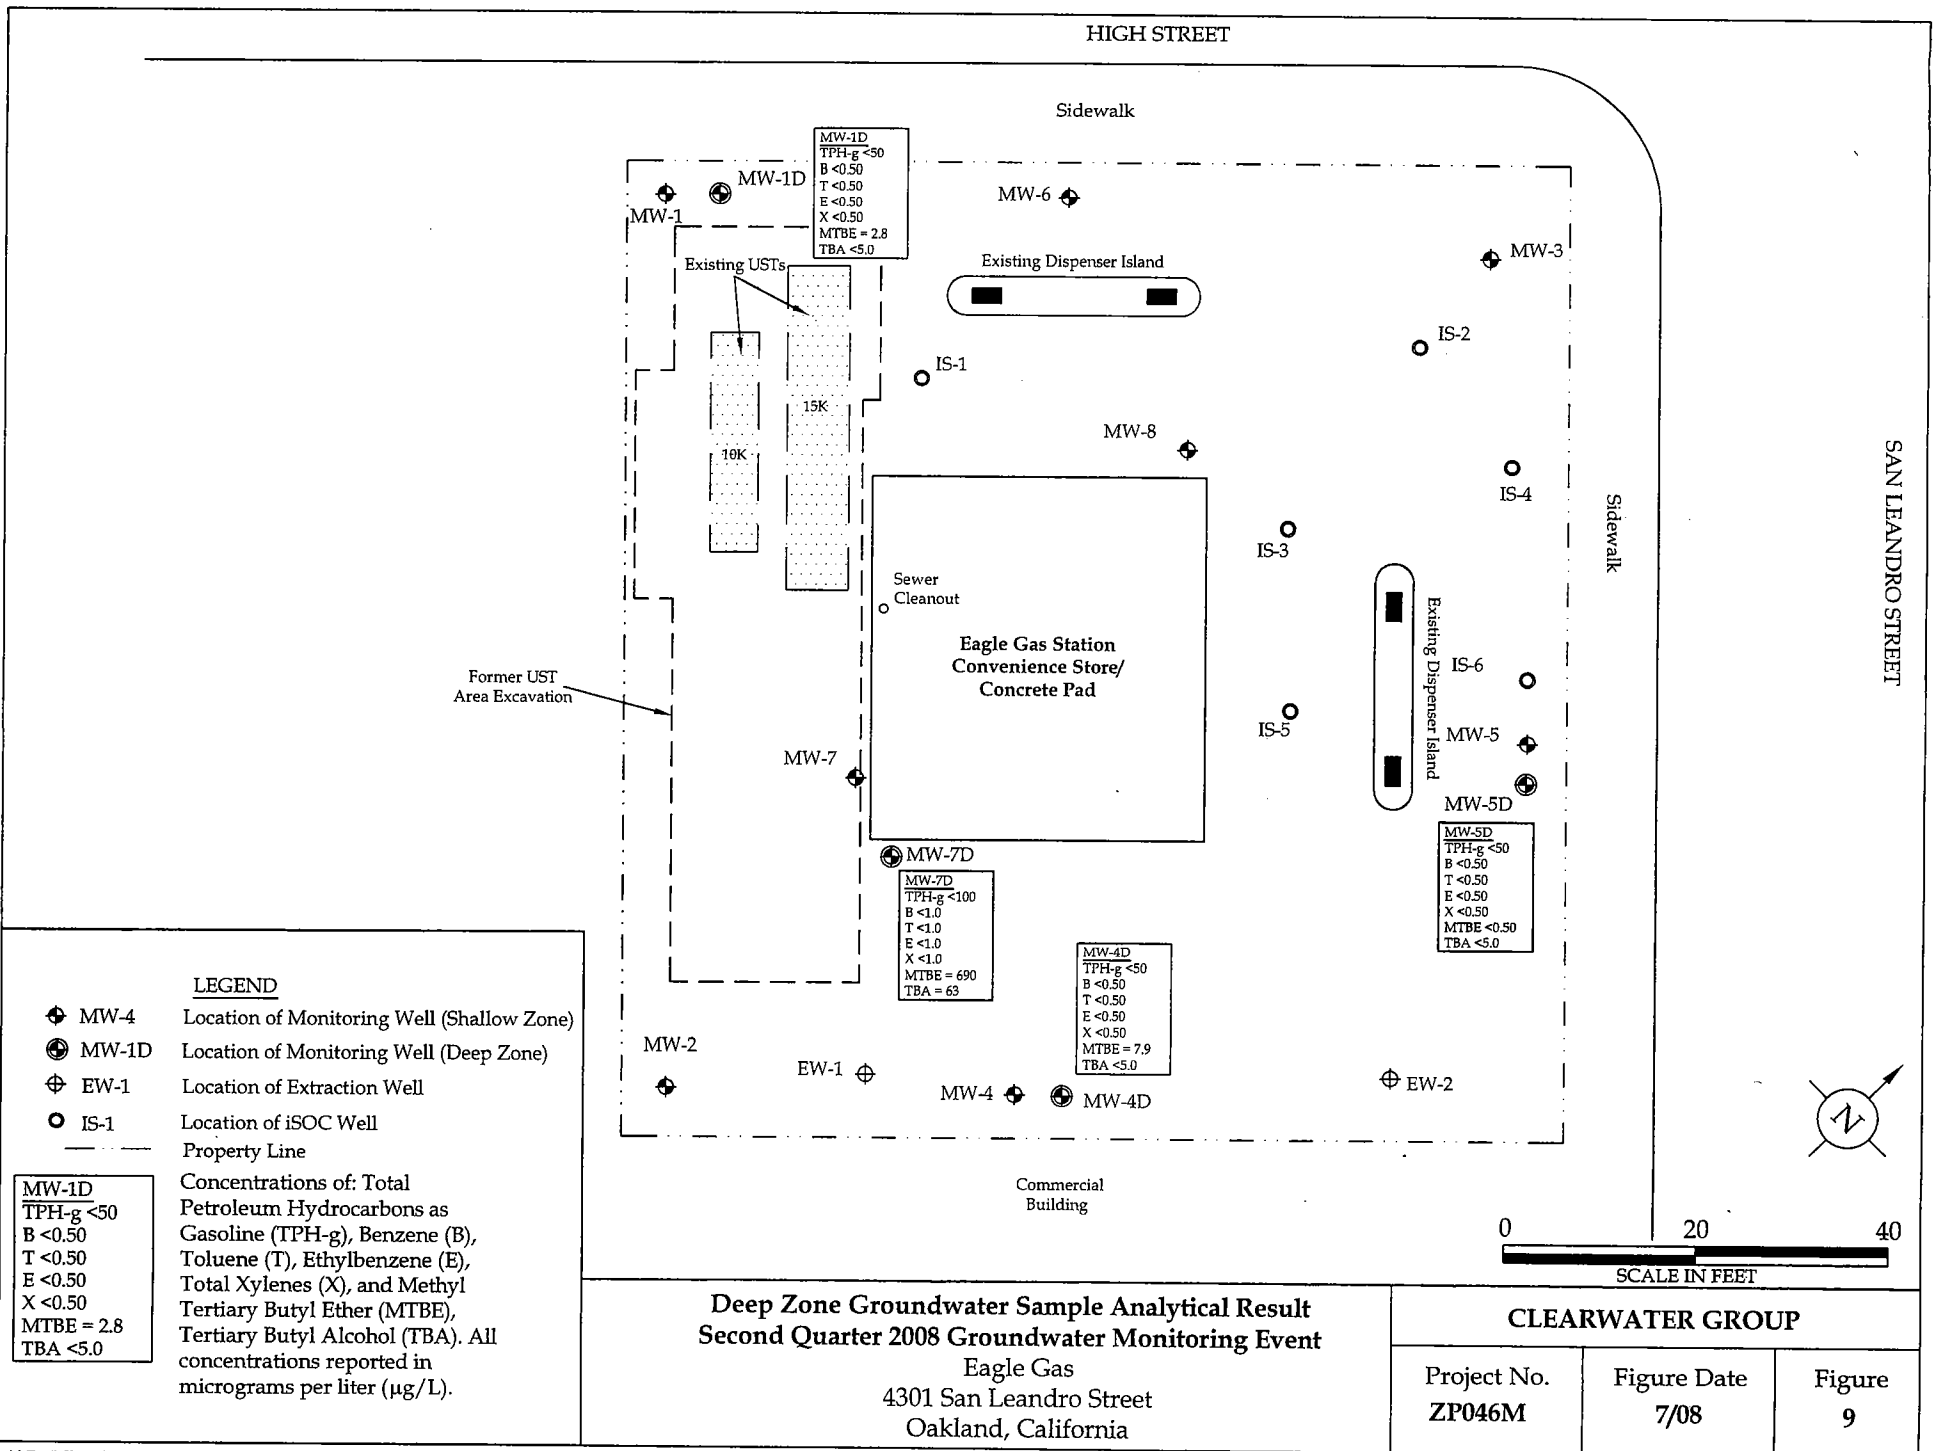 HIGH STREET
Sidewalk
MW-1D
TPH-g <50
B <0.50
T <0.50
E <0.50
X <0.50
MTBE = 2.8
TBA <5.0
MW-1D
MW-1
MW-6
MW-3
Existing USTs
Existing Dispenser Island
IS-2
IS-1
15K
10K
MW-8
IS-4
IS-3
Sidewalk
SAN LEANDRO STREET
Sewer
Cleanout
Eagle Gas Station
Convenience Store/
Concrete Pad
Existing Dispenser Island
IS-6
Former UST
Area Excavation
IS-5
MW-5
MW-7
MW-5D
MW-5D
TPH-g <50
B <0.50
T <0.50
E <0.50
X <0.50
MTBE <0.50
TBA <5.0
MW-7D
MW-7D
TPH-g <100
B <1.0
T <1.0
E <1.0
X <1.0
MTBE = 690
TBA = 63
MW-4D
TPH-g <50
B <0.50
T <0.50
E <0.50
X <0.50
MTBE = 7.9
TBA <5.0
MW-2
EW-1
MW-4
MW-4D
EW-2
N
Commercial
Building
0 20 40
SCALE IN FEET
LEGEND
MW-4 Location of Monitoring Well (Shallow Zone)
MW-1D Location of Monitoring Well (Deep Zone)
EW-1 Location of Extraction Well
IS-1 Location of iSOC Well
Property Line
MW-1D
TPH-g <50
B <0.50
T <0.50
E <0.50
X <0.50
MTBE = 2.8
TBA <5.0
Concentrations of: Total
Petroleum Hydrocarbons as
Gasoline (TPH-g), Benzene (B),
Toluene (T), Ethylbenzene (E),
Total Xylenes (X), and Methyl
Tertiary Butyl Ether (MTBE),
Tertiary Butyl Alcohol (TBA). All
concentrations reported in
micrograms per liter (µg/L).
Deep Zone Groundwater Sample Analytical Result
Second Quarter 2008 Groundwater Monitoring Event
Eagle Gas
4301 San Leandro Street
Oakland, California
CLEARWATER GROUP
Project No.
ZP046M
Figure Date
7/08
Figure
9